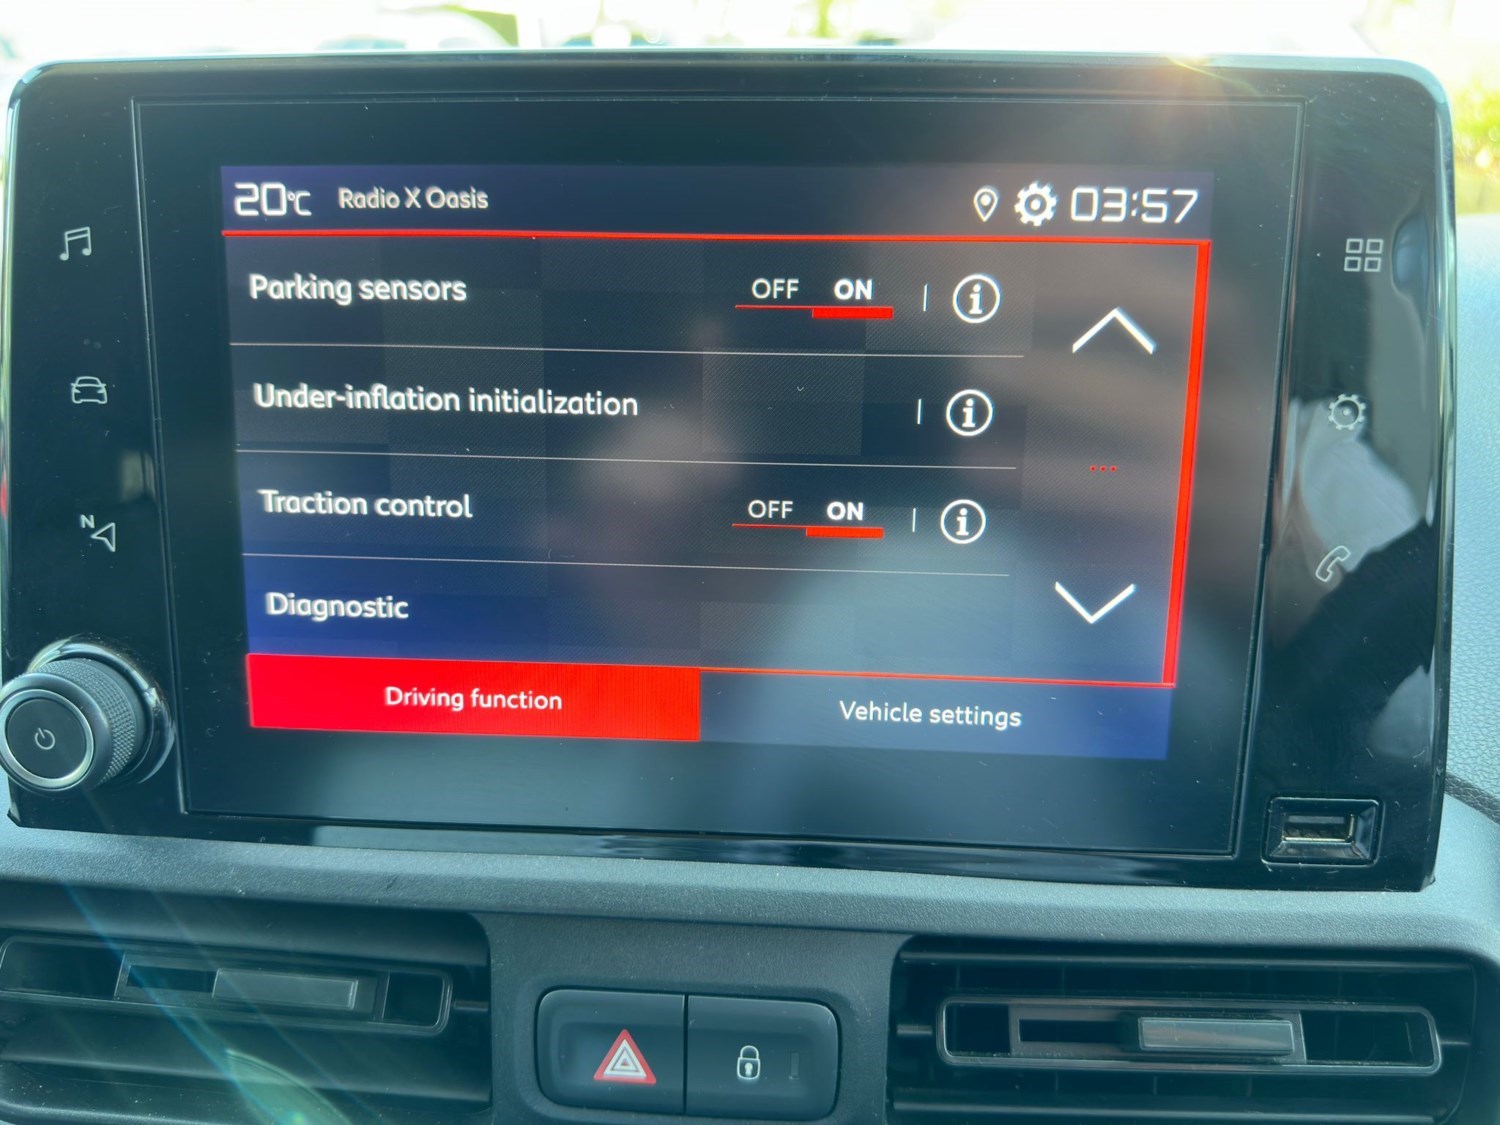 20°C Radio X Oasis 03:57
Parking sensors OFF ON i
Under-inflation initialization i
Traction control OFF ON i
Diagnostic
Driving function Vehicle settings
N